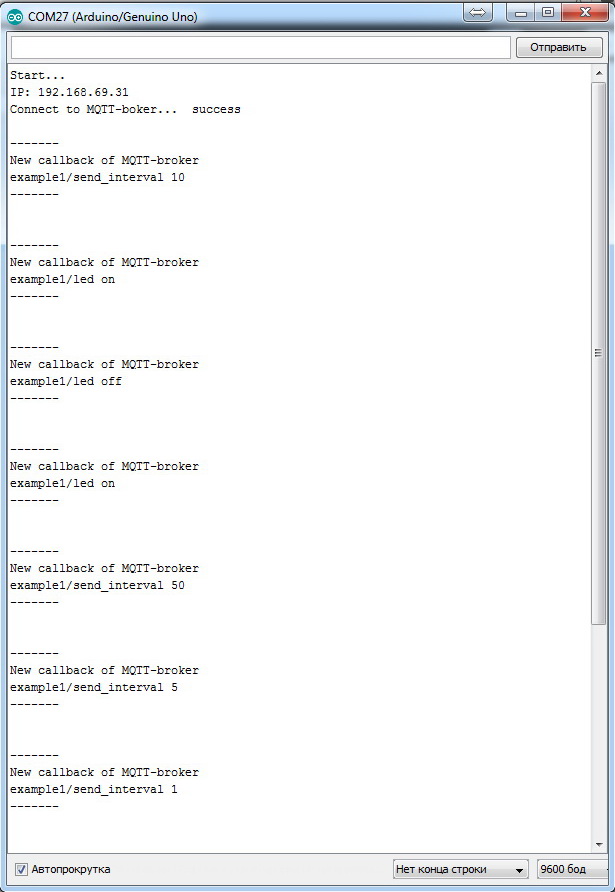 COM27 (Arduino/Genuino Uno)
Отправить
Start...
IP: 192.168.69.31
Connect to MQTT-boker...  success
-------
New callback of MQTT-broker
example1/send_interval 10
-------
-------
New callback of MQTT-broker
example1/led on
-------
-------
New callback of MQTT-broker
example1/led off
-------
-------
New callback of MQTT-broker
example1/led on
-------
-------
New callback of MQTT-broker
example1/send_interval 50
-------
-------
New callback of MQTT-broker
example1/send_interval 5
-------
-------
New callback of MQTT-broker
example1/send_interval 1
-------
Автопрокрутка
Нет конца строки
9600 бод